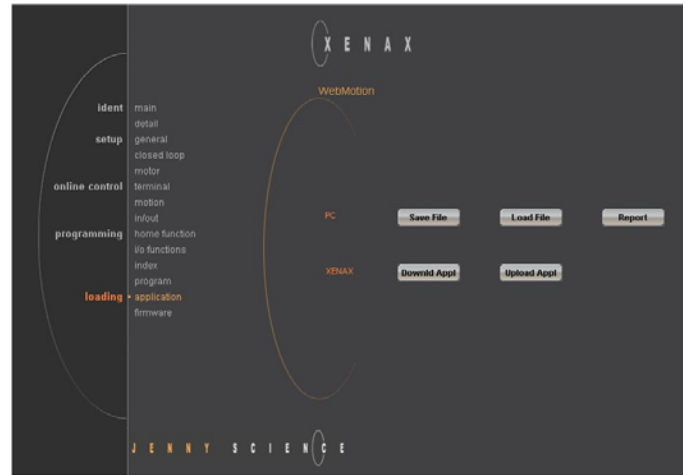 XENAX
WebMotion
ident main
detail
setup general
closed loop
motor
online control terminal
motion
in/out
programming home function
i/o functions
index
program
loading application
firmware
PC Save File Load File Report
XENAX Downld Appl Upload Appl
JENNY SCIENCE